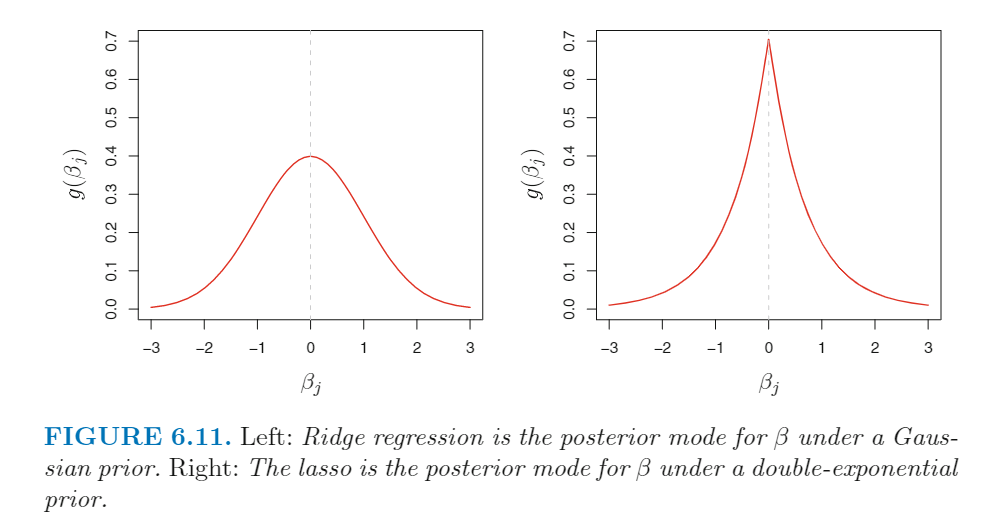 0.7
0.6
0.5
0.4
0.3
0.2
0.1
0.0
g(βj)
−3 −2 −1 0 1 2 3
βj
0.7
0.6
0.5
0.4
0.3
0.2
0.1
0.0
g(βj)
−3 −2 −1 0 1 2 3
βj
FIGURE 6.11. Left: Ridge regression is the posterior mode for β under a Gaus-
sian prior. Right: The lasso is the posterior mode for β under a double-exponential
prior.